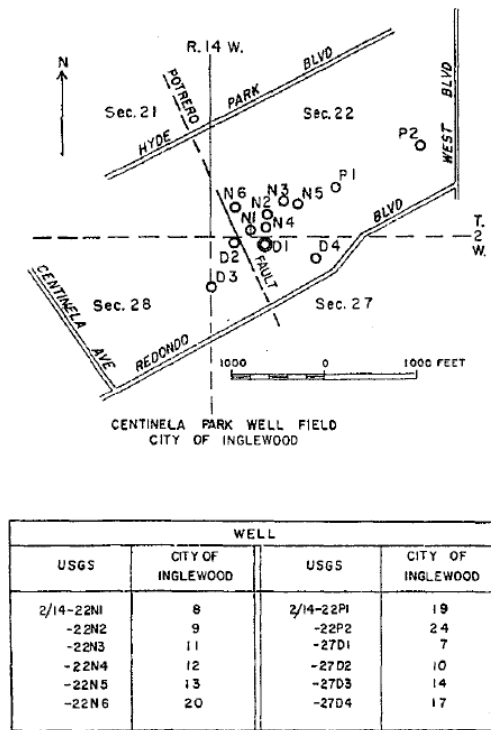 R. 14 W.
N
POTRERO
Sec. 21
HYDE PARK BLVD
Sec. 22
WEST BLVD
P2
P1
N6
N3
N5
N2
N1
N4
BLVD
T.
2
W.
D2
D1
D4
FAULT
D3
CENTINELA AVE
Sec. 28
Sec. 27
REDONDO
1000 0 1000 FEET
CENTINELA PARK WELL FIELD
CITY OF INGLEWOOD
WELL
USGS CITY OF INGLEWOOD USGS CITY OF INGLEWOOD
2/14-22N1 8 2/14-22P1 19
-22N2 9 -22P2 24
-22N3 11 -27D1 7
-22N4 12 -27D2 10
-22N5 13 -27D3 14
-22N6 20 -27D4 17